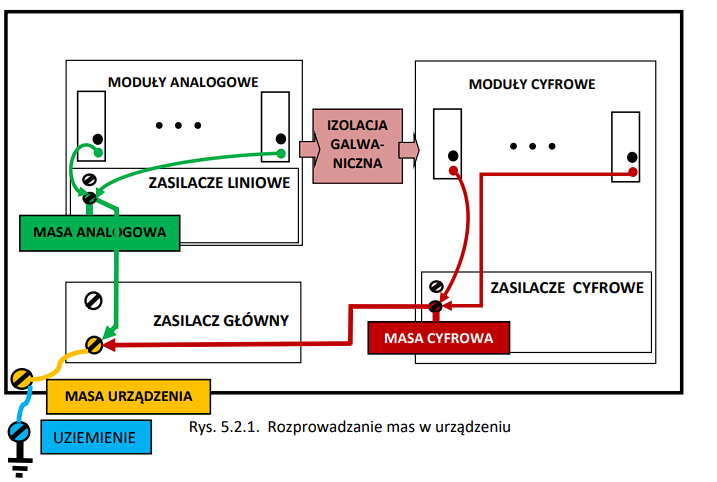 MODUŁY ANALOGOWE
MODUŁY CYFROWE
IZOLACJA
GALWA-
NICZNA
ZASILACZE LINIOWE
MASA ANALOGOWA
ZASILACZE CYFROWE
ZASILACZ GŁÓWNY
MASA CYFROWA
MASA URZĄDZENIA
UZIEMIENIE
Rys. 5.2.1. Rozprowadzanie mas w urządzeniu